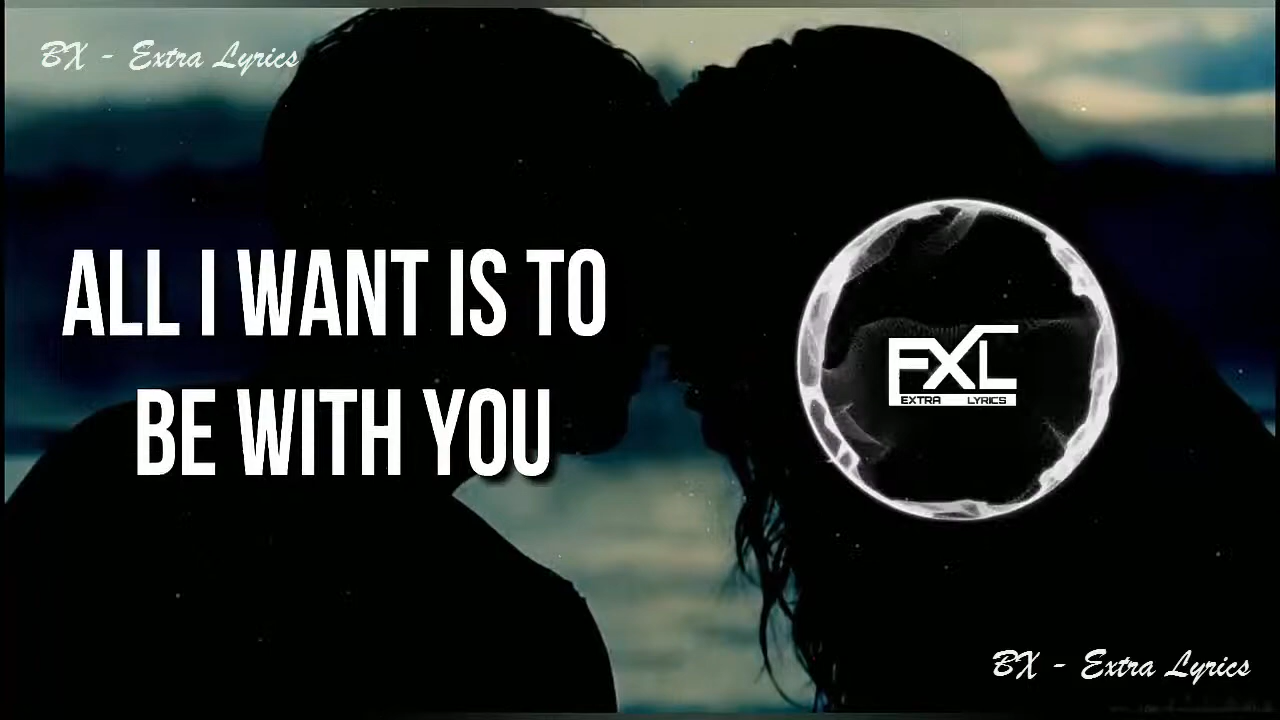 BX - Extra Lyrics
ALL I WANT IS TO
BE WITH YOU
FXL
EXTRA LYRICS
BX - Extra Lyrics